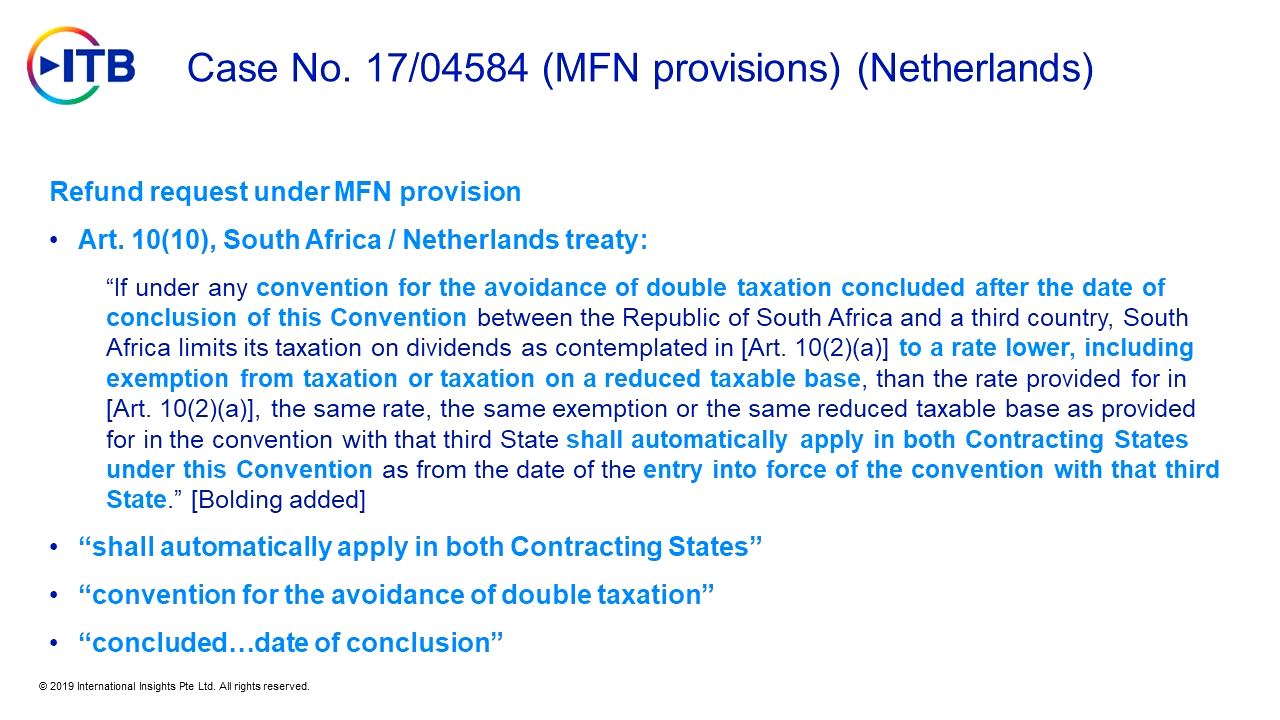 ITB
Case No. 17/04584 (MFN provisions) (Netherlands)
Refund request under MFN provision
• Art. 10(10), South Africa / Netherlands treaty:
“If under any convention for the avoidance of double taxation concluded after the date of
conclusion of this Convention between the Republic of South Africa and a third country, South
Africa limits its taxation on dividends as contemplated in [Art. 10(2)(a)] to a rate lower, including
exemption from taxation or taxation on a reduced taxable base, than the rate provided for in
[Art. 10(2)(a)], the same rate, the same exemption or the same reduced taxable base as provided
for in the convention with that third State shall automatically apply in both Contracting States
under this Convention as from the date of the entry into force of the convention with that third
State.” [Bolding added]
• “shall automatically apply in both Contracting States”
• “convention for the avoidance of double taxation”
• “concluded…date of conclusion”
© 2019 International Insights Pte Ltd. All rights reserved.